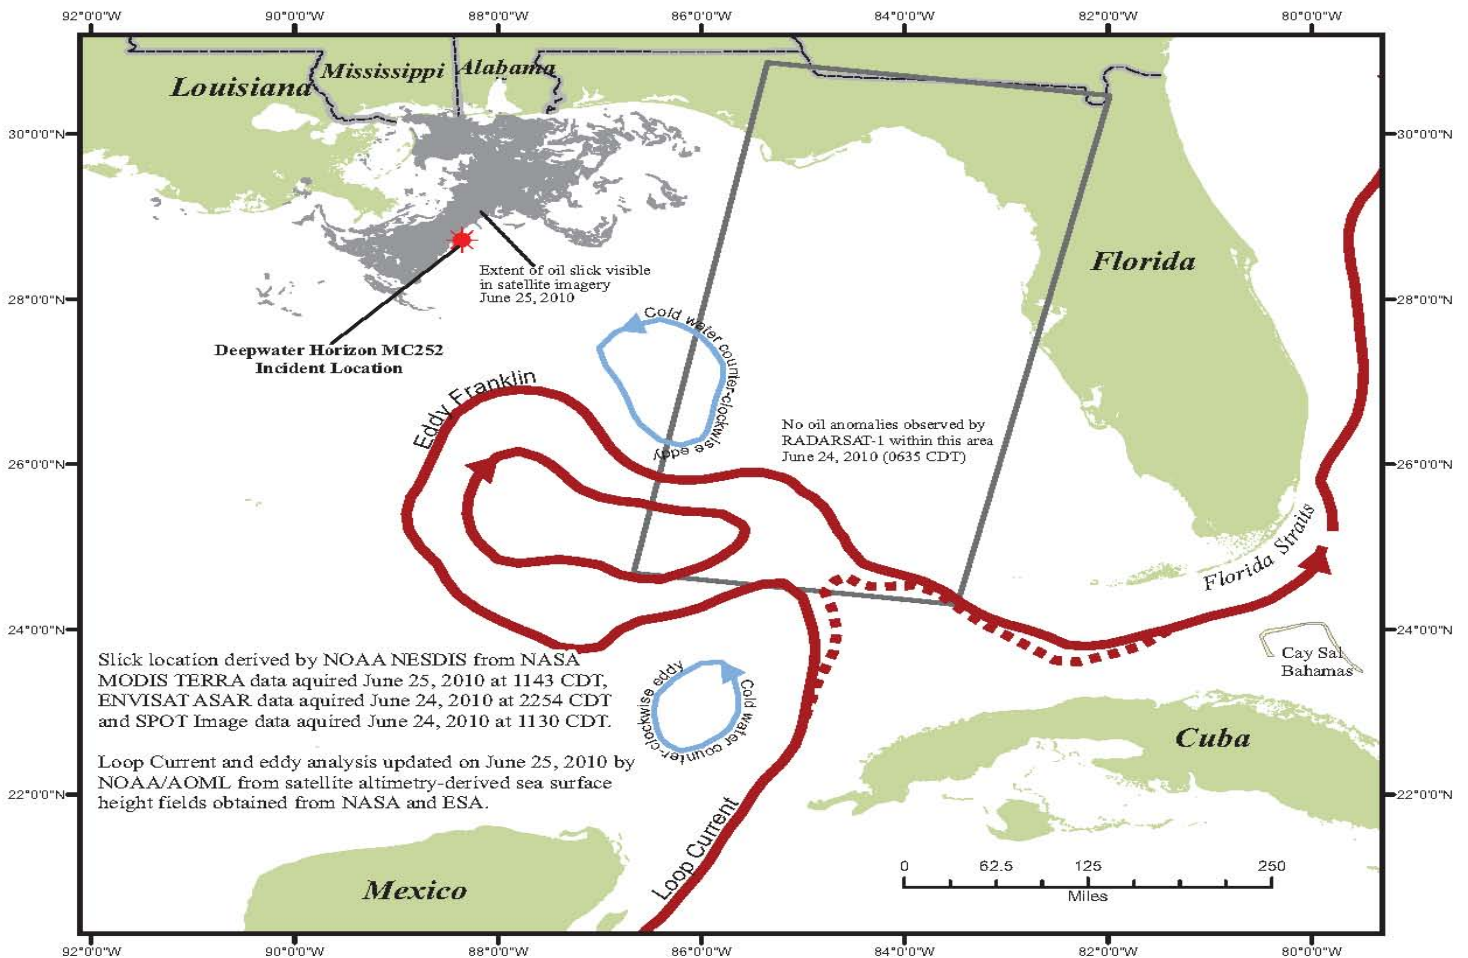 92°0'0"W
90°0'0"W
88°0'0"W
86°0'0"W
84°0'0"W
82°0'0"W
80°0'0"W
Louisiana
Mississippi
Alabama
30°0'0"N
30°0'0"N
Florida
Extent of oil slick visible
in satellite imagery
June 25, 2010
28°0'0"N
28°0'0"N
Deepwater Horizon MC252
Incident Location
Cold water counter-clockwise eddy
Eddy Franklin
No oil anomalies observed by
RADARSAT-1 within this area
June 24, 2010 (0635 CDT)
26°0'0"N
26°0'0"N
Florida Straits
24°0'0"N
24°0'0"N
Cay Sal
Bahamas
Slick location derived by NOAA NESDIS from NASA
MODIS TERRA data aquired June 25, 2010 at 1143 CDT,
ENVISAT ASAR data aquired June 24, 2010 at 2254 CDT
and SPOT Image data aquired June 24, 2010 at 1130 CDT.
Cold water counter-clockwise eddy
Cuba
Loop Current and eddy analysis updated on June 25, 2010 by
NOAA/AOML from satellite altimetry-derived sea surface
height fields obtained from NASA and ESA.
22°0'0"N
22°0'0"N
Loop Current
Mexico
0 62.5 125 250
Miles
92°0'0"W
90°0'0"W
88°0'0"W
86°0'0"W
84°0'0"W
82°0'0"W
80°0'0"W